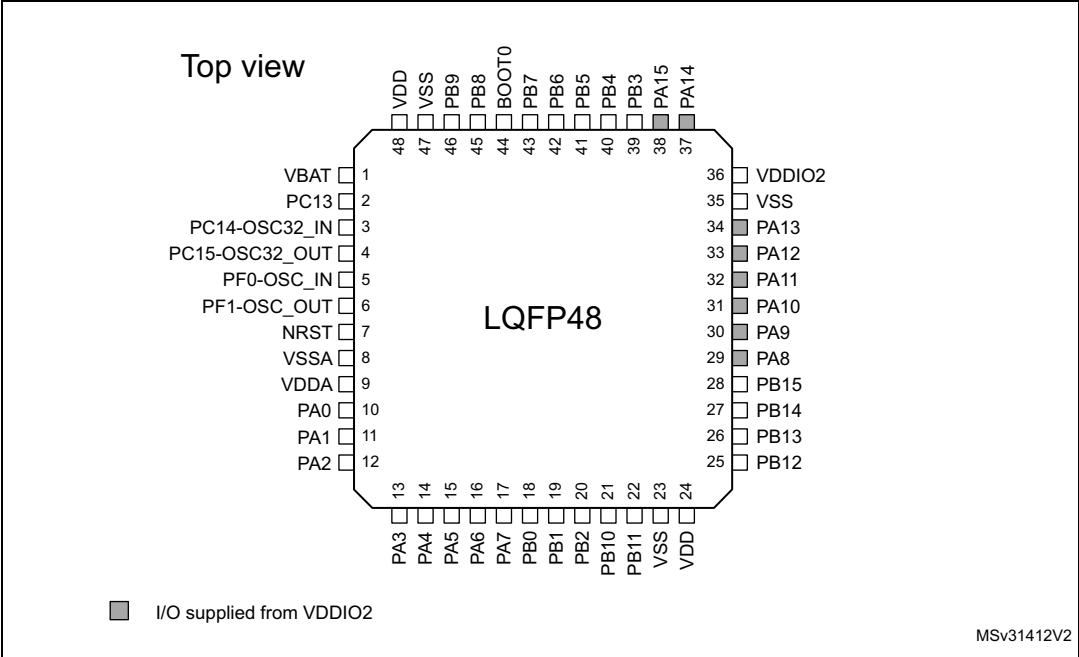 Top view
VDD
VSS
PB9
PB8
BOOT0
PB7
PB6
PB5
PB4
PB3
PA15
PA14
48
47
46
45
44
43
42
41
40
39
38
37
VBAT 1
PC13 2
PC14-OSC32_IN 3
PC15-OSC32_OUT 4
PF0-OSC_IN 5
PF1-OSC_OUT 6
NRST 7
VSSA 8
VDDA 9
PA0 10
PA1 11
PA2 12
LQFP48
36 VDDIO2
35 VSS
34 PA13
33 PA12
32 PA11
31 PA10
30 PA9
29 PA8
28 PB15
27 PB14
26 PB13
25 PB12
13
14
15
16
17
18
19
20
21
22
23
24
PA3
PA4
PA5
PA6
PA7
PB0
PB1
PB2
PB10
PB11
VSS
VDD
I/O supplied from VDDIO2
MSv31412V2